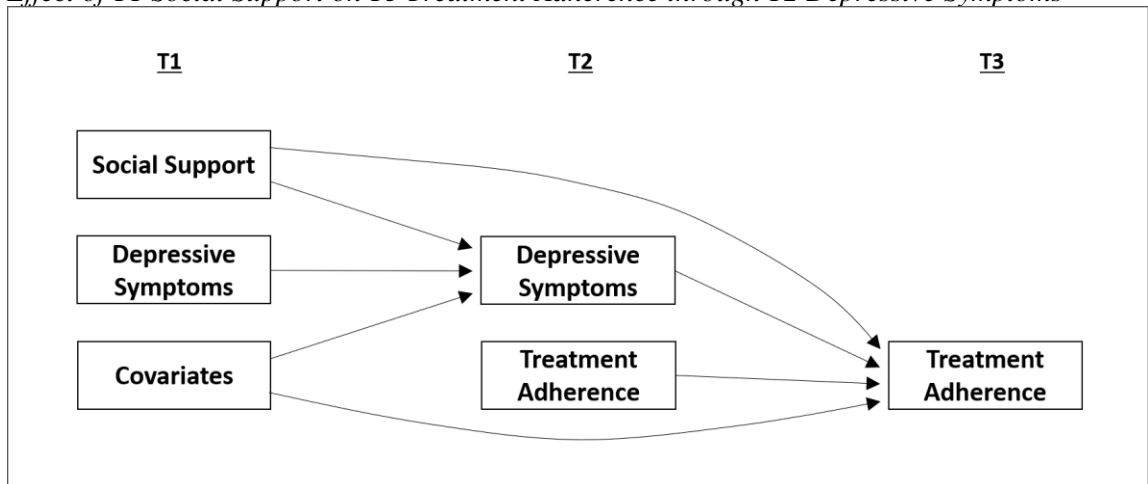 Effect of T1 Social Support on T3 Treatment Adherence through T2 Depressive Symptoms
T1
T2
T3
Social Support
Depressive
Symptoms
Depressive
Symptoms
Covariates
Treatment
Adherence
Treatment
Adherence